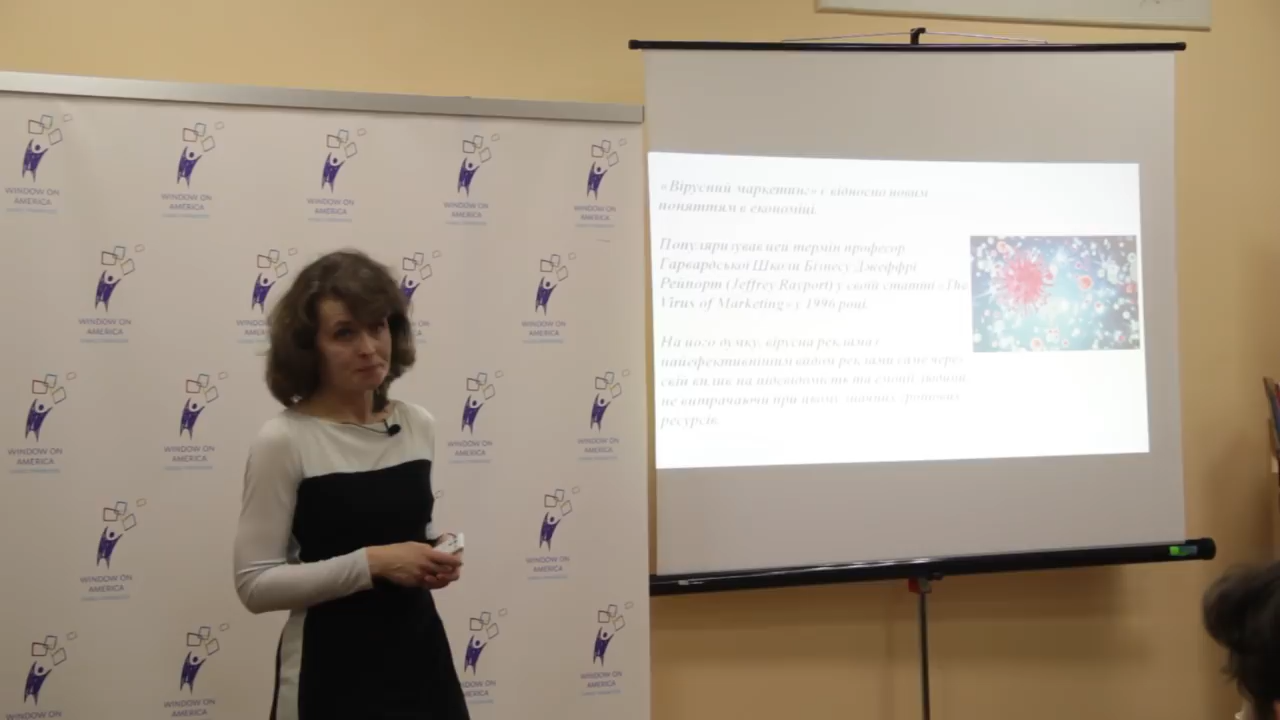 WINDOW ON
AMERICA
«Вірусний маркетинг» є відносно новим
поняттям в економіці.
Популяризував цей термін професор
Гарвардської Школи Бізнесу Джеффрі
Рейпорт (Jeffrey Rayport) у своїй статті «The
Virus of Marketing» у 1996 році.
На його думку, вірусна реклама є
найефективнішим видом реклами саме через
свій вплив на підсвідомість та емоції людини
не витрачаючи при цьому значних грошових
ресурсів.